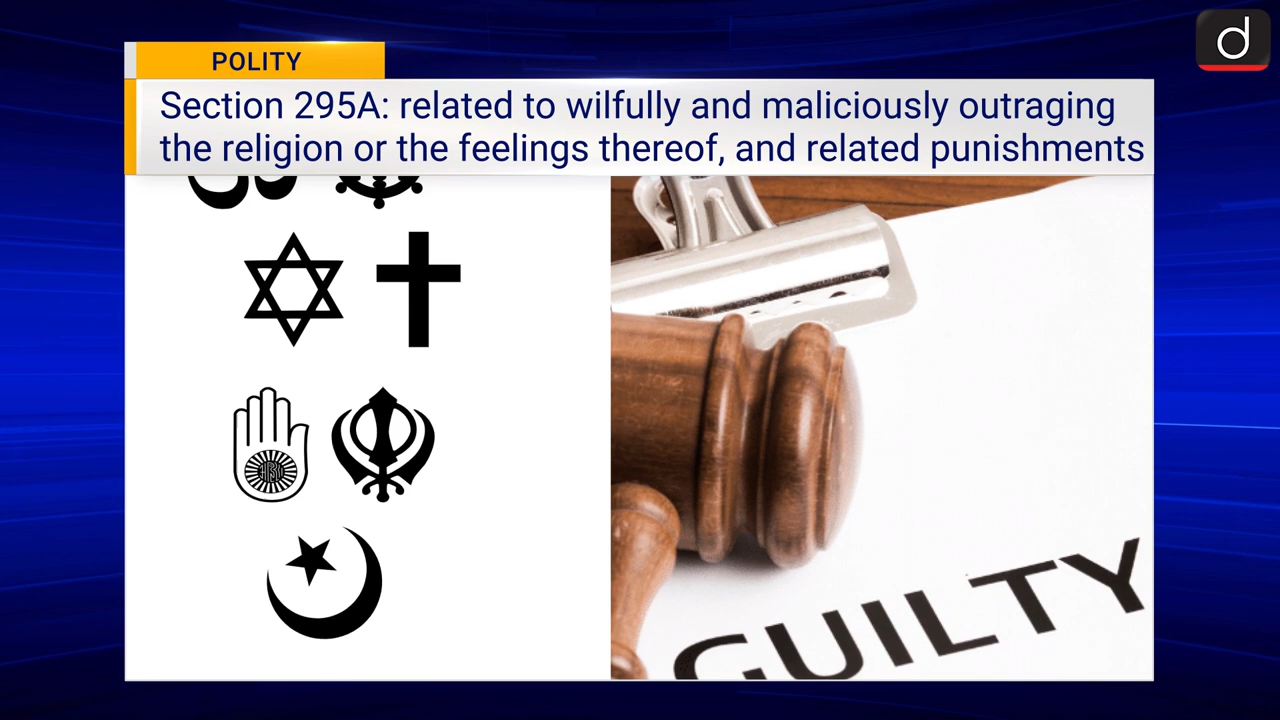 d
POLITY
Section 295A: related to wilfully and maliciously outraging
the religion or the feelings thereof, and related punishments
GUILTY